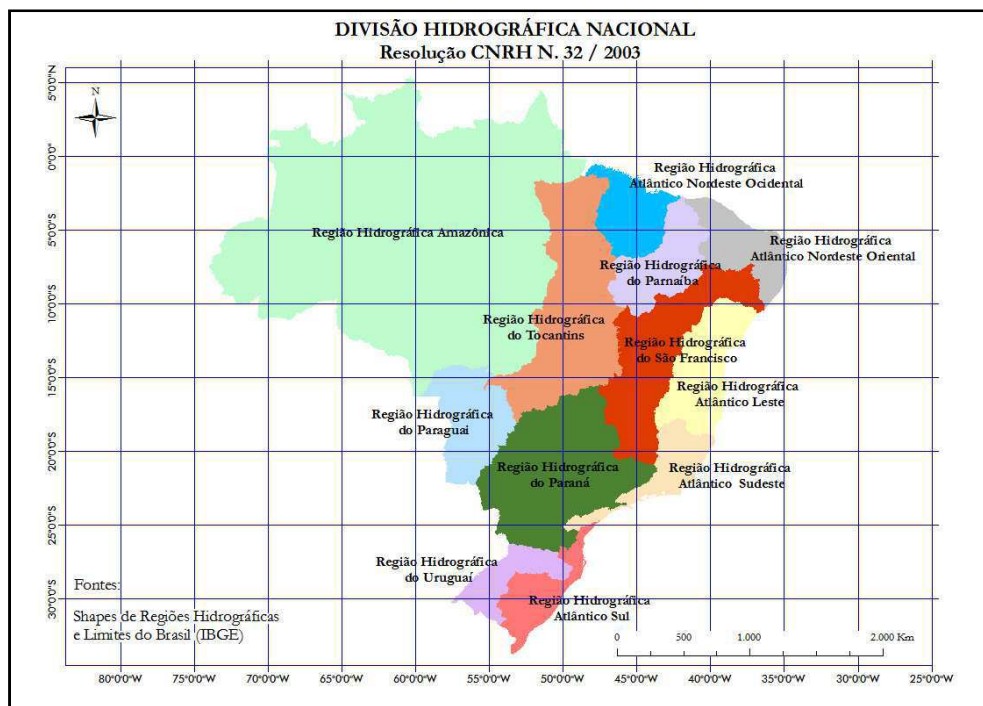 DIVISÃO HIDROGRÁFICA NACIONAL
Resolução CNRH N. 32 / 2003
N
5°0'0"N
0°0'0"
5°0'0"S
10°0'0"S
15°0'0"S
20°0'0"S
25°0'0"S
30°0'0"S
Região Hidrográfica
Atlântico Nordeste Ocidental
Região Hidrográfica Amazônica
Região Hidrográfica
Atlântico Nordeste Oriental
Região Hidrográfica
do Parnaíba
Região Hidrográfica
do Tocantins
Região Hidrográfica
do São Francisco
Região Hidrográfica
Atlântico Leste
Região Hidrográfica
do Paraguai
Região Hidrográfica
do Paraná
Região Hidrográfica
Atlântico Sudeste
Região Hidrográfica
do Uruguai
Região Hidrográfica
Atlântico Sul
Fontes:
Shapes de Regiões Hidrográficas
e Limites do Brasil (IBGE)
0 500 1.000 2.000 Km
80°0'0"W 75°0'0"W 70°0'0"W 65°0'0"W 60°0'0"W 55°0'0"W 50°0'0"W 45°0'0"W 40°0'0"W 35°0'0"W 30°0'0"W 25°0'0"W